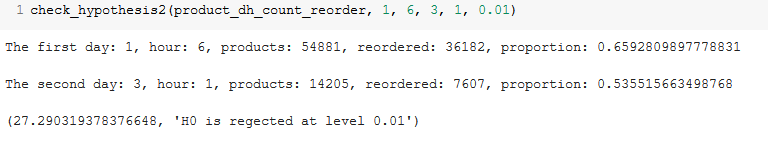 1 check_hypothesis2(product_dh_count_reorder, 1, 6, 3, 1, 0.01)
The first day: 1, hour: 6, products: 54881, reordered: 36182, proportion: 0.6592809897778831
The second day: 3, hour: 1, products: 14205, reordered: 7607, proportion: 0.535515663498768
(27.290319378376648, 'H0 is regected at level 0.01')